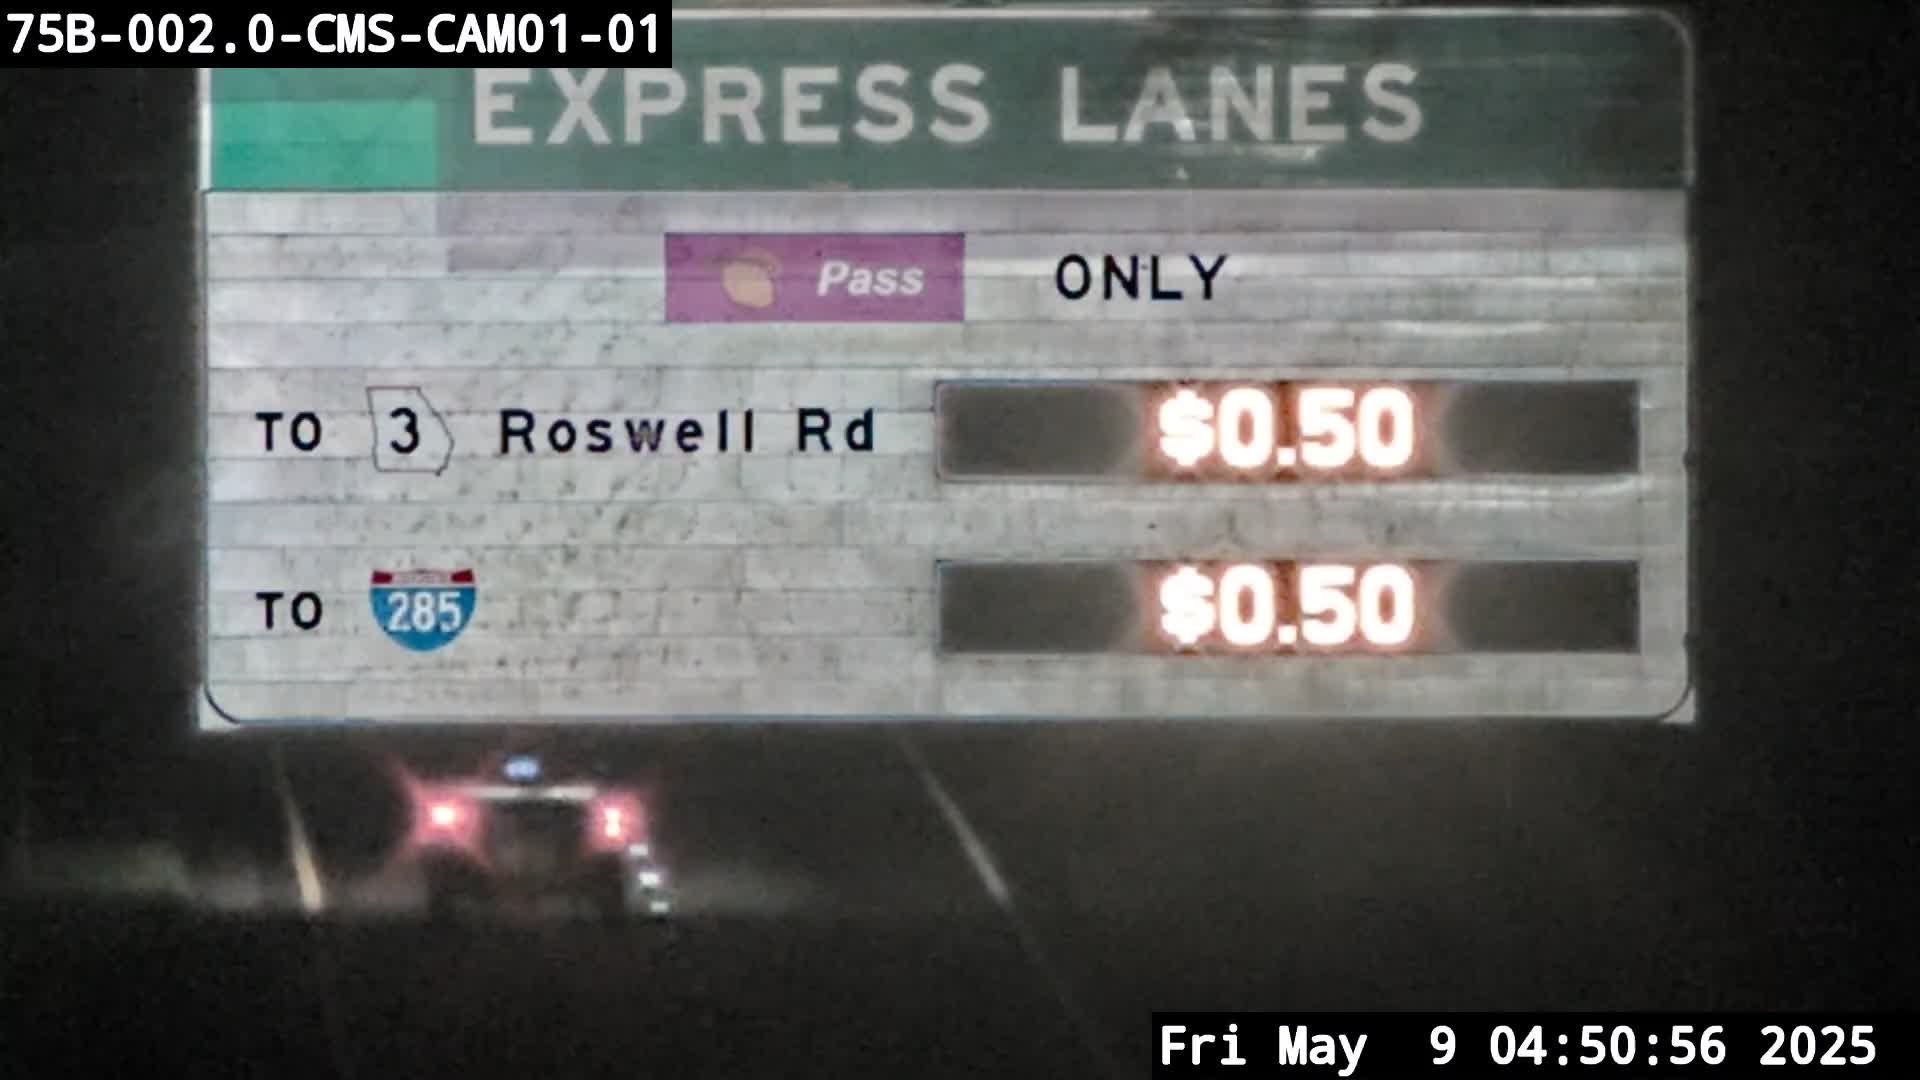 75B-002.0-CMS-CAM01-01
EXPRESS LANES
Pass ONLY
TO 3 Roswell Rd $0.50
TO 285 $0.50
Fri May 9 04:50:56 2025